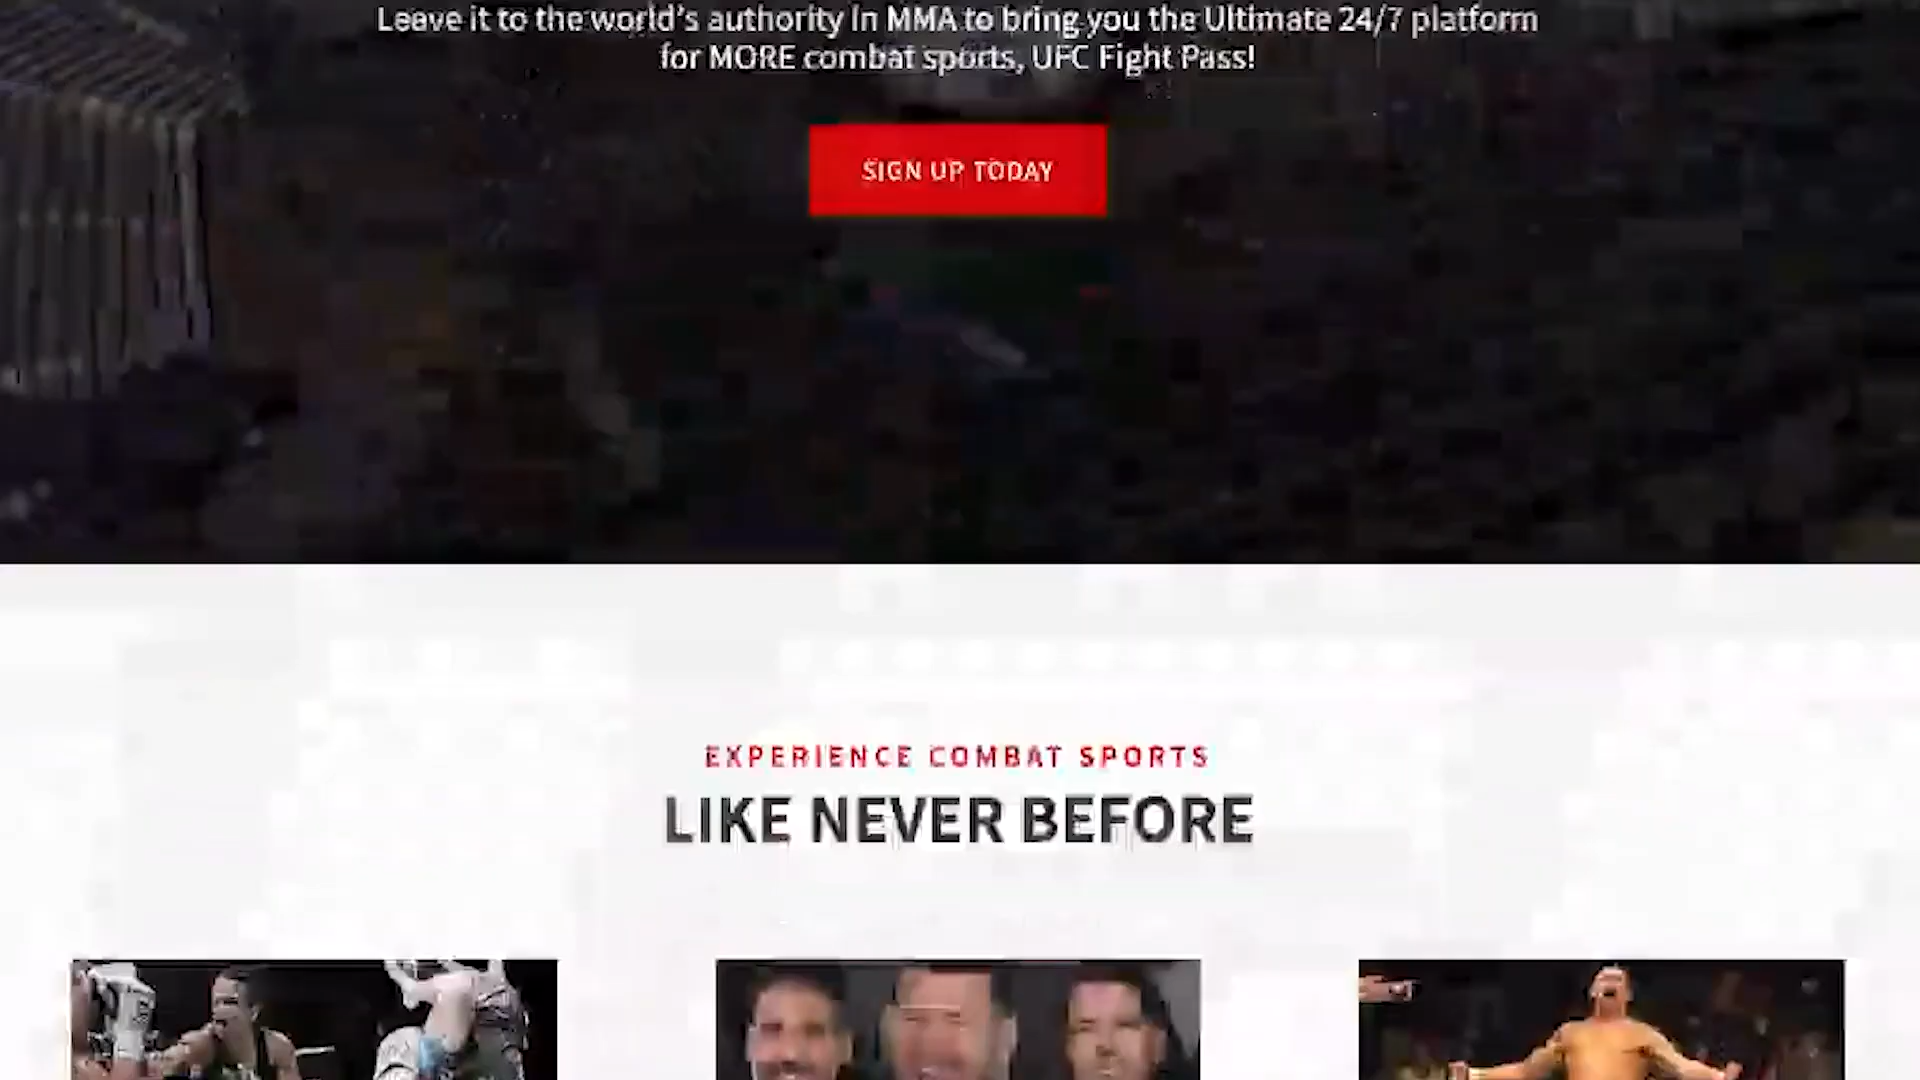 Leave it to the world's authority in MMA to bring you the Ultimate 24/7 platform
for MORE combat sports, UFC Fight Pass!
SIGN UP TODAY
EXPERIENCE COMBAT SPORTS
LIKE NEVER BEFORE